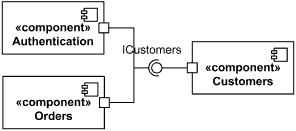 «component»
Authentication
ICustomers
«component»
Customers
«component»
Orders